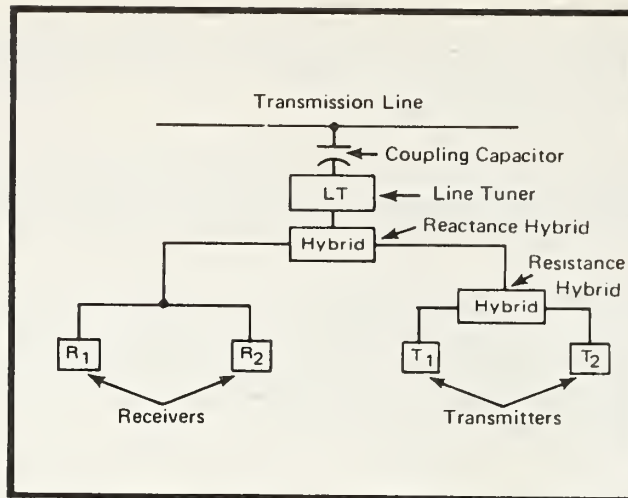 Transmission Line
Coupling Capacitor
LT
Line Tuner
Hybrid
Reactance Hybrid
Resistance
Hybrid
Hybrid
R1
R2
T1
T2
Receivers
Transmitters